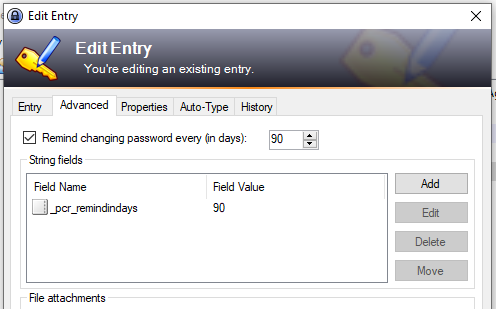 Edit Entry
Edit Entry
You're editing an existing entry.
Entry Advanced Properties Auto-Type History
Remind changing password every (in days): 90
String fields
Field Name Field Value Add
_pcr_remindindays 90
Edit
Delete
Move
File attachments